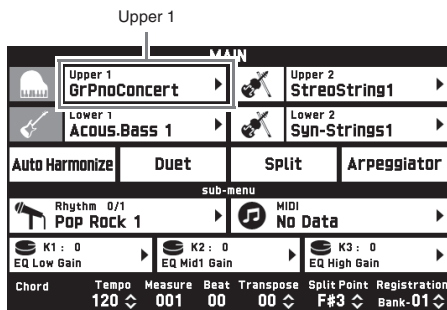 Upper 1
MAIN
Upper 1
GrPnoConcert
Upper 2
StreoString1
Lower 1
Acous.Bass 1
Lower 2
Syn-Strings1
Auto Harmonize Duet Split Arpeggiator
sub-menu
Rhythm 0/1
Pop Rock 1
MIDI
No Data
K1 : 0
EQ Low Gain
K2 : 0
EQ Mid1 Gain
K3 : 0
EQ High Gain
Chord Tempo Measure Beat Transpose Split Point Registration
120 001 00 00 F#3 Bank-01